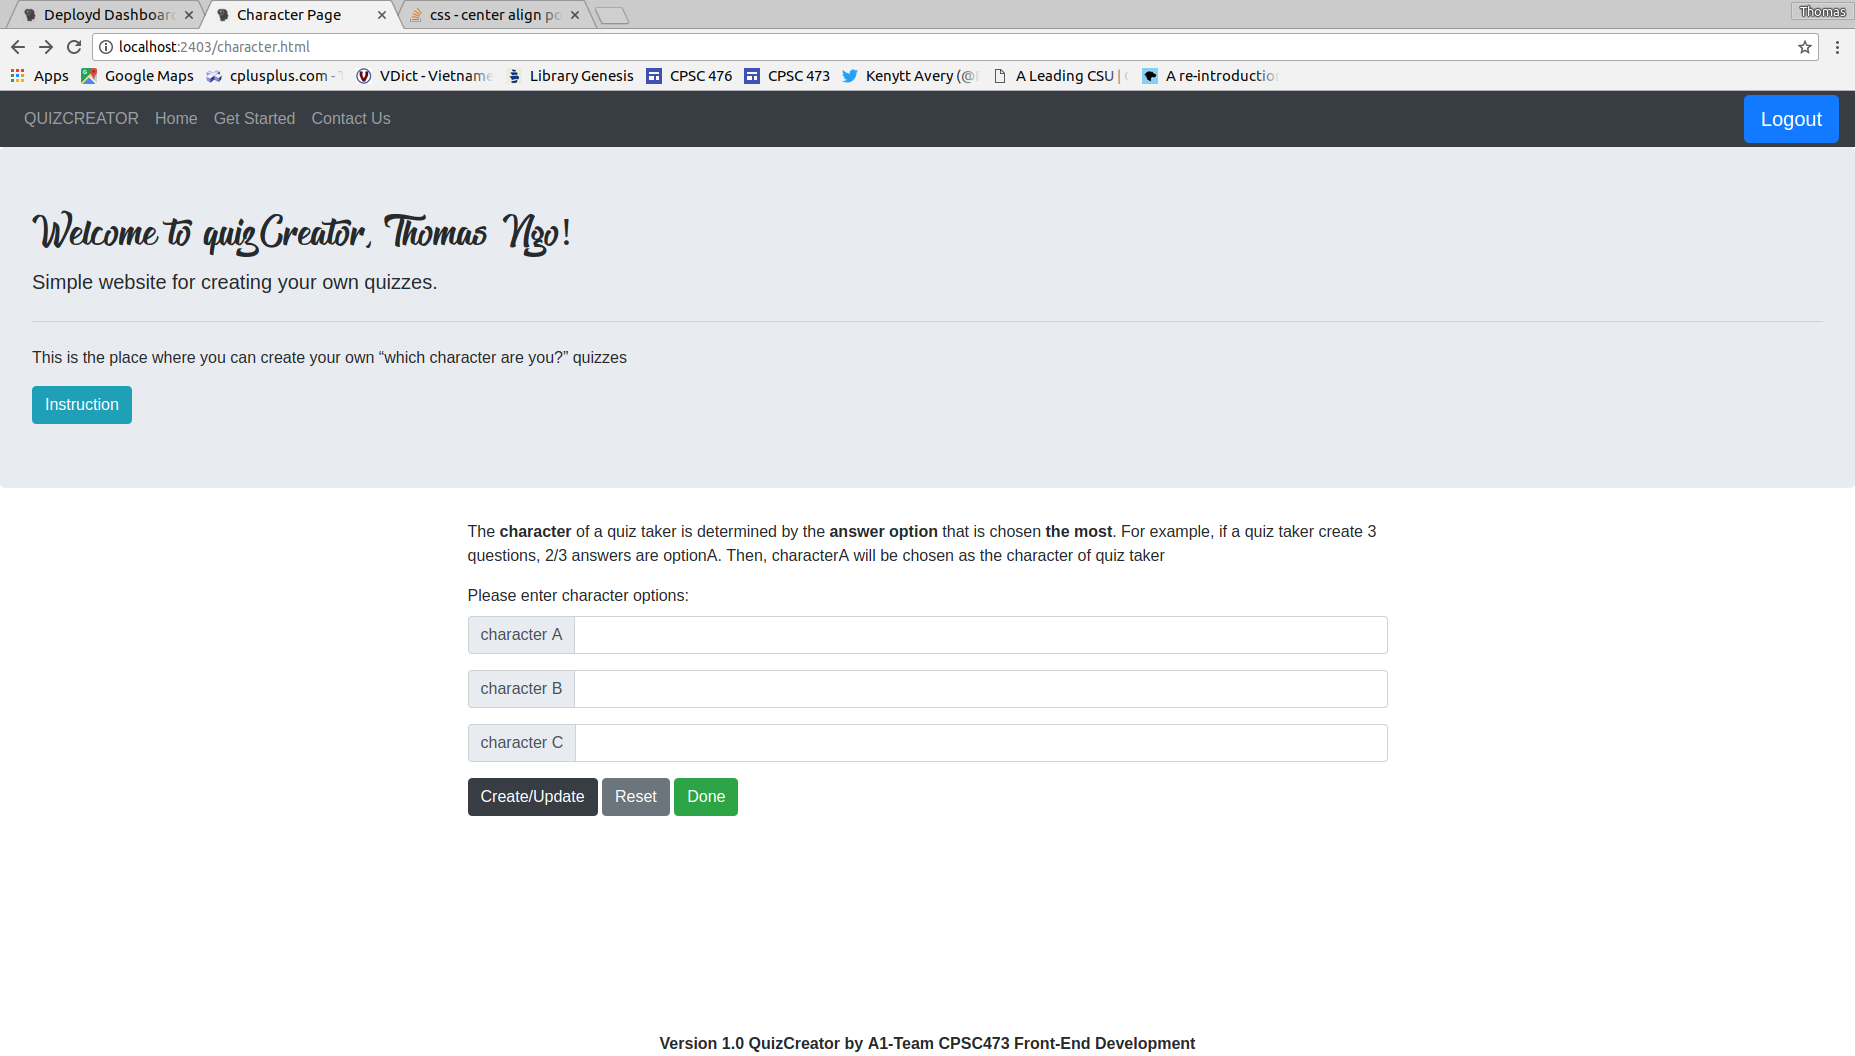 Deployd Dashboard
Character Page
css - center align po
Thomas
localhost:2403/character.html
Apps Google Maps cplusplus.com - T VDict - Vietname Library Genesis CPSC 476 CPSC 473 Kenytt Avery (@ A Leading CSU | A re-introduction
QUIZCREATOR Home Get Started Contact Us Logout
Welcome to quizCreator, Thomas Ngo!
Simple website for creating your own quizzes.
This is the place where you can create your own “which character are you?” quizzes
Instruction
The character of a quiz taker is determined by the answer option that is chosen the most. For example, if a quiz taker create 3
questions, 2/3 answers are optionA. Then, characterA will be chosen as the character of quiz taker
Please enter character options:
character A
character B
character C
Create/Update Reset Done
Version 1.0 QuizCreator by A1-Team CPSC473 Front-End Development